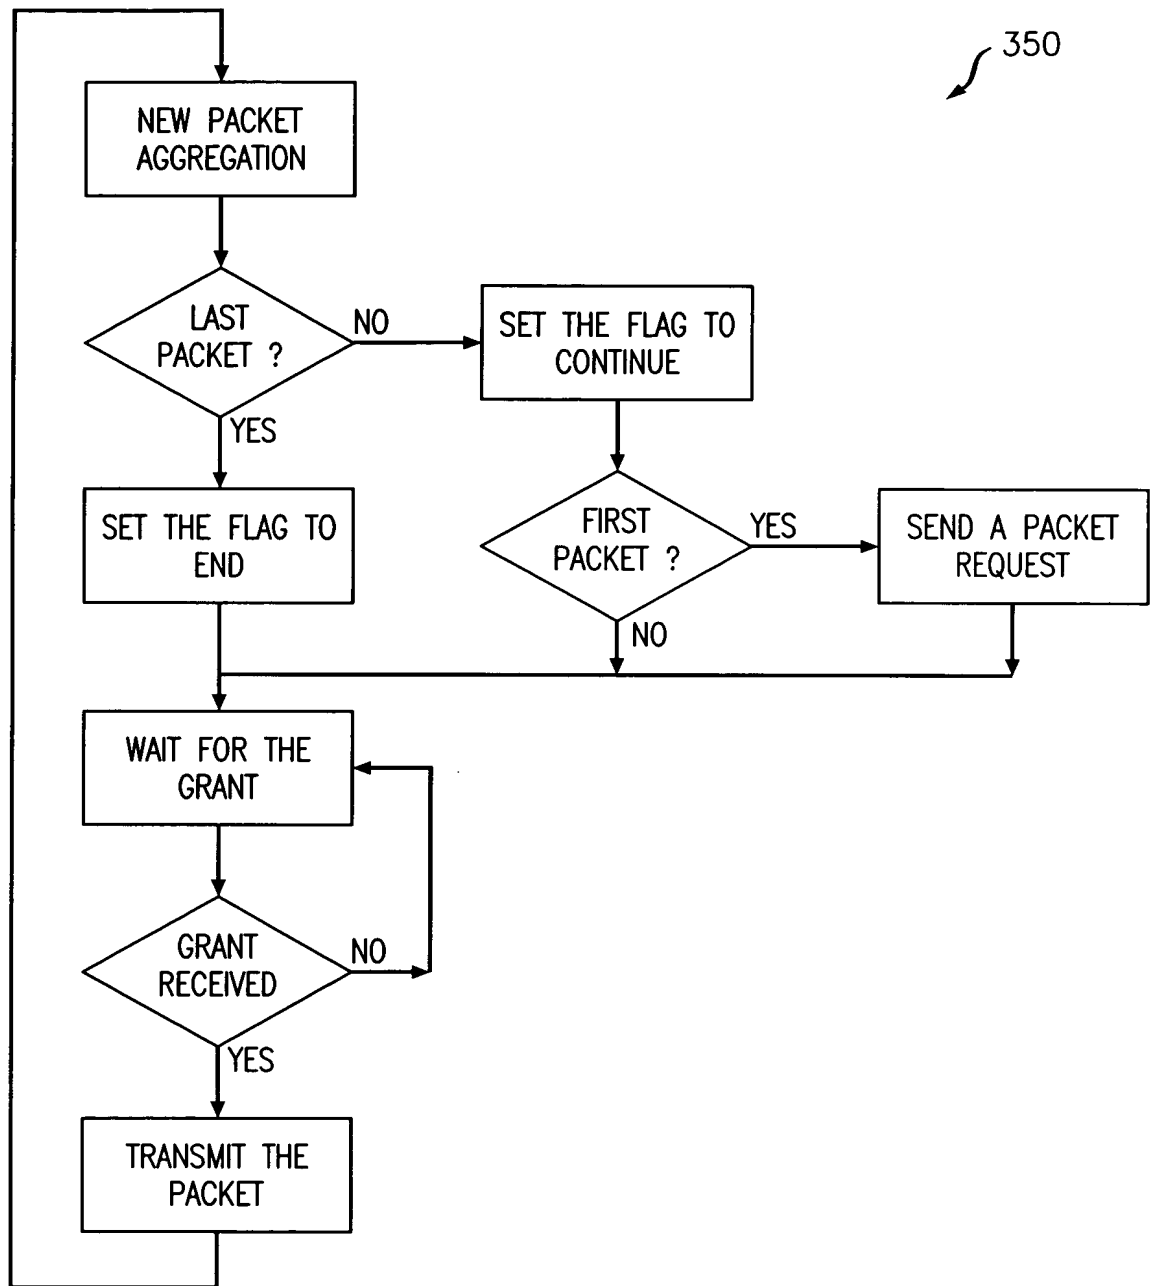 350
NEW PACKET
AGGREGATION
LAST
PACKET ?
NO
SET THE FLAG TO
CONTINUE
YES
SET THE FLAG TO
END
FIRST
PACKET ?
YES
SEND A PACKET
REQUEST
NO
WAIT FOR THE
GRANT
GRANT
RECEIVED
NO
YES
TRANSMIT THE
PACKET